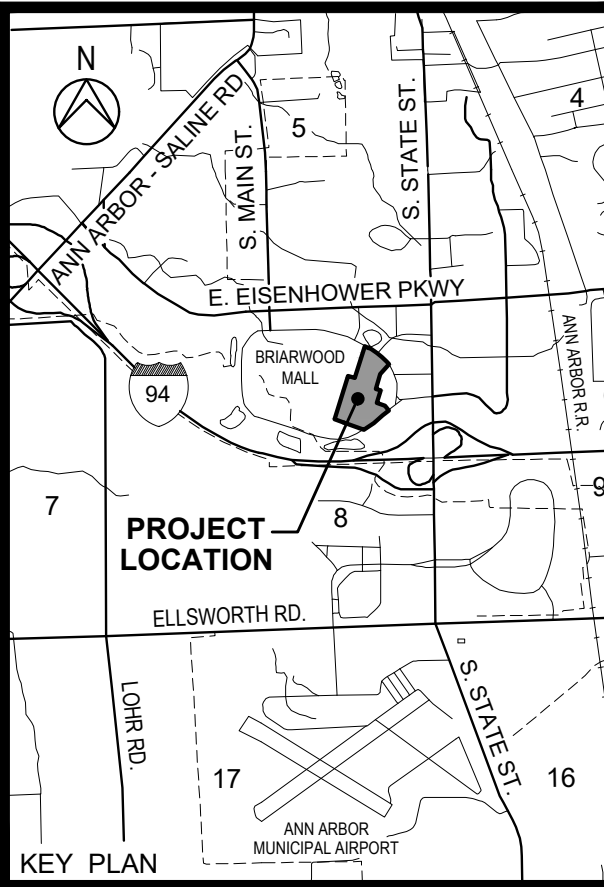 N
ANN ARBOR - SALINE RD
S. MAIN ST.
5
S. STATE ST.
4
E. EISENHOWER PKWY
BRIARWOOD
MALL
ANN ARBOR R.R.
94
7
PROJECT
LOCATION
8
9
ELLSWORTH RD.
LOHR RD.
S. STATE ST.
17
16
ANN ARBOR
MUNICIPAL AIRPORT
KEY PLAN